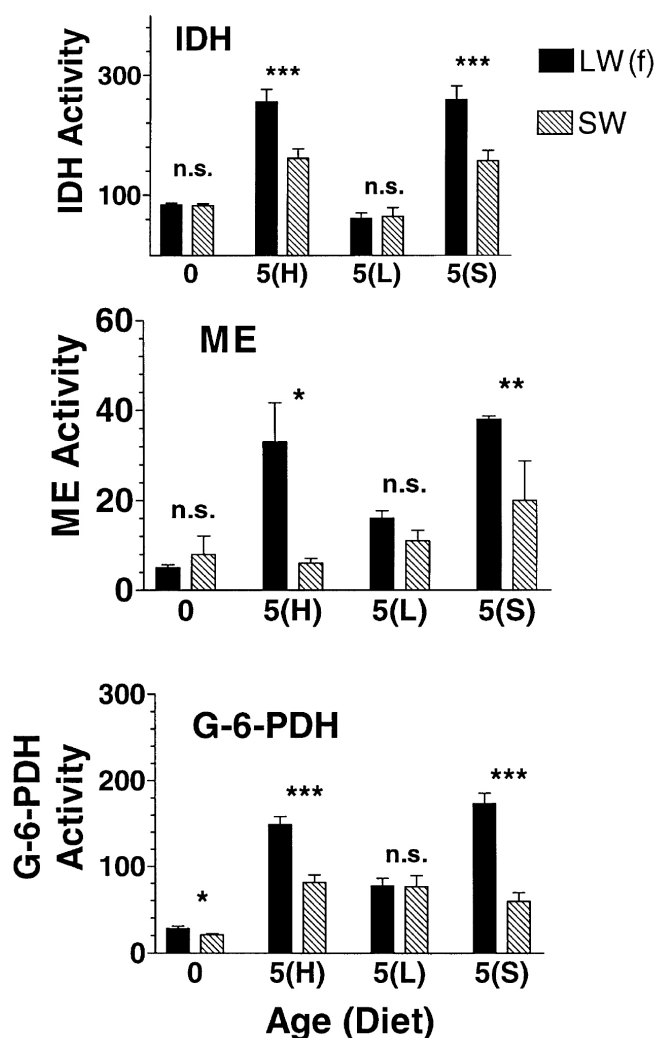 IDH
LW (f)
SW
IDH Activity
300
100
***
***
n.s.
n.s.
0 5(H) 5(L) 5(S)
ME
ME Activity
60
40
20
0
*
**
n.s.
n.s.
0 5(H) 5(L) 5(S)
G-6-PDH
G-6-PDH
Activity
300
200
100
0
***
***
n.s.
*
0 5(H) 5(L) 5(S)
Age (Diet)